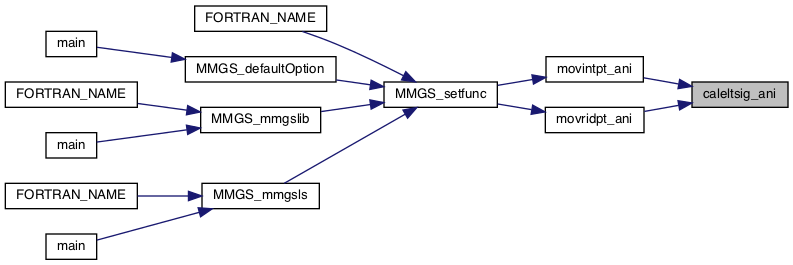 FORTRAN_NAME
main
MMGS_defaultOption
movintpt_ani
FORTRAN_NAME
MMGS_setfunc
caleltsig_ani
MMGS_mmgslib
movridpt_ani
main
FORTRAN_NAME
MMGS_mmgsls
main